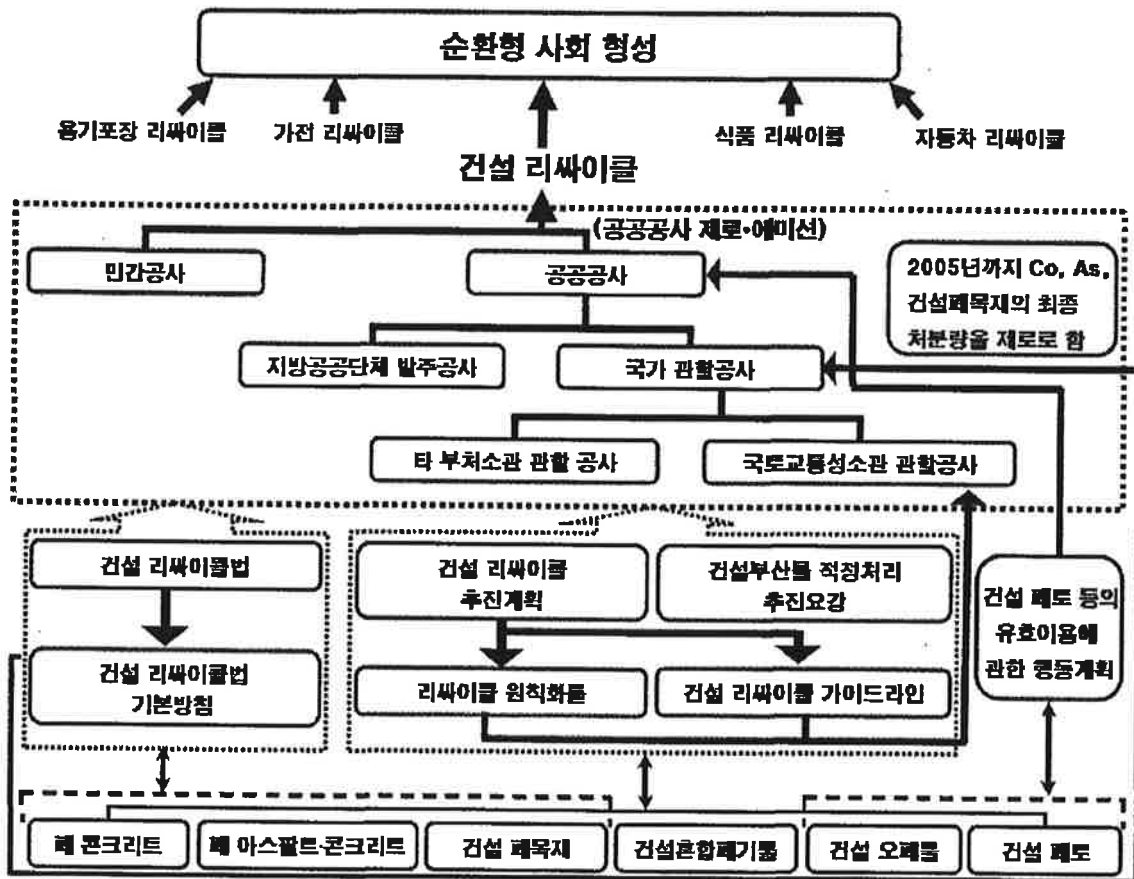 순환형 사회 형성
용기포장 리싸이클
가전 리싸이클
식품 리싸이클
자동차 리싸이클
건설 리싸이클
(공공공사 제로·에미션)
민간공사
공공공사
2005년까지 Co, As,
건설폐목재의 최종
처분량을 제로로 함
지방공공단체 발주공사
국가 관할공사
타 부처소관 관할 공사
국토교통성소관 관할공사
건설 리싸이클법
건설 리싸이클
추진계획
건설부산물 적정처리
추진요강
건설 폐토 등의
유효이용에
관한 행동계획
건설 리싸이클법
기본방침
리싸이클 원칙화룰
건설 리싸이클 가이드라인
폐 콘크리트
폐 아스팔트·콘크리트
건설 폐목재
건설혼합폐기물
건설 오폐물
건설 폐토